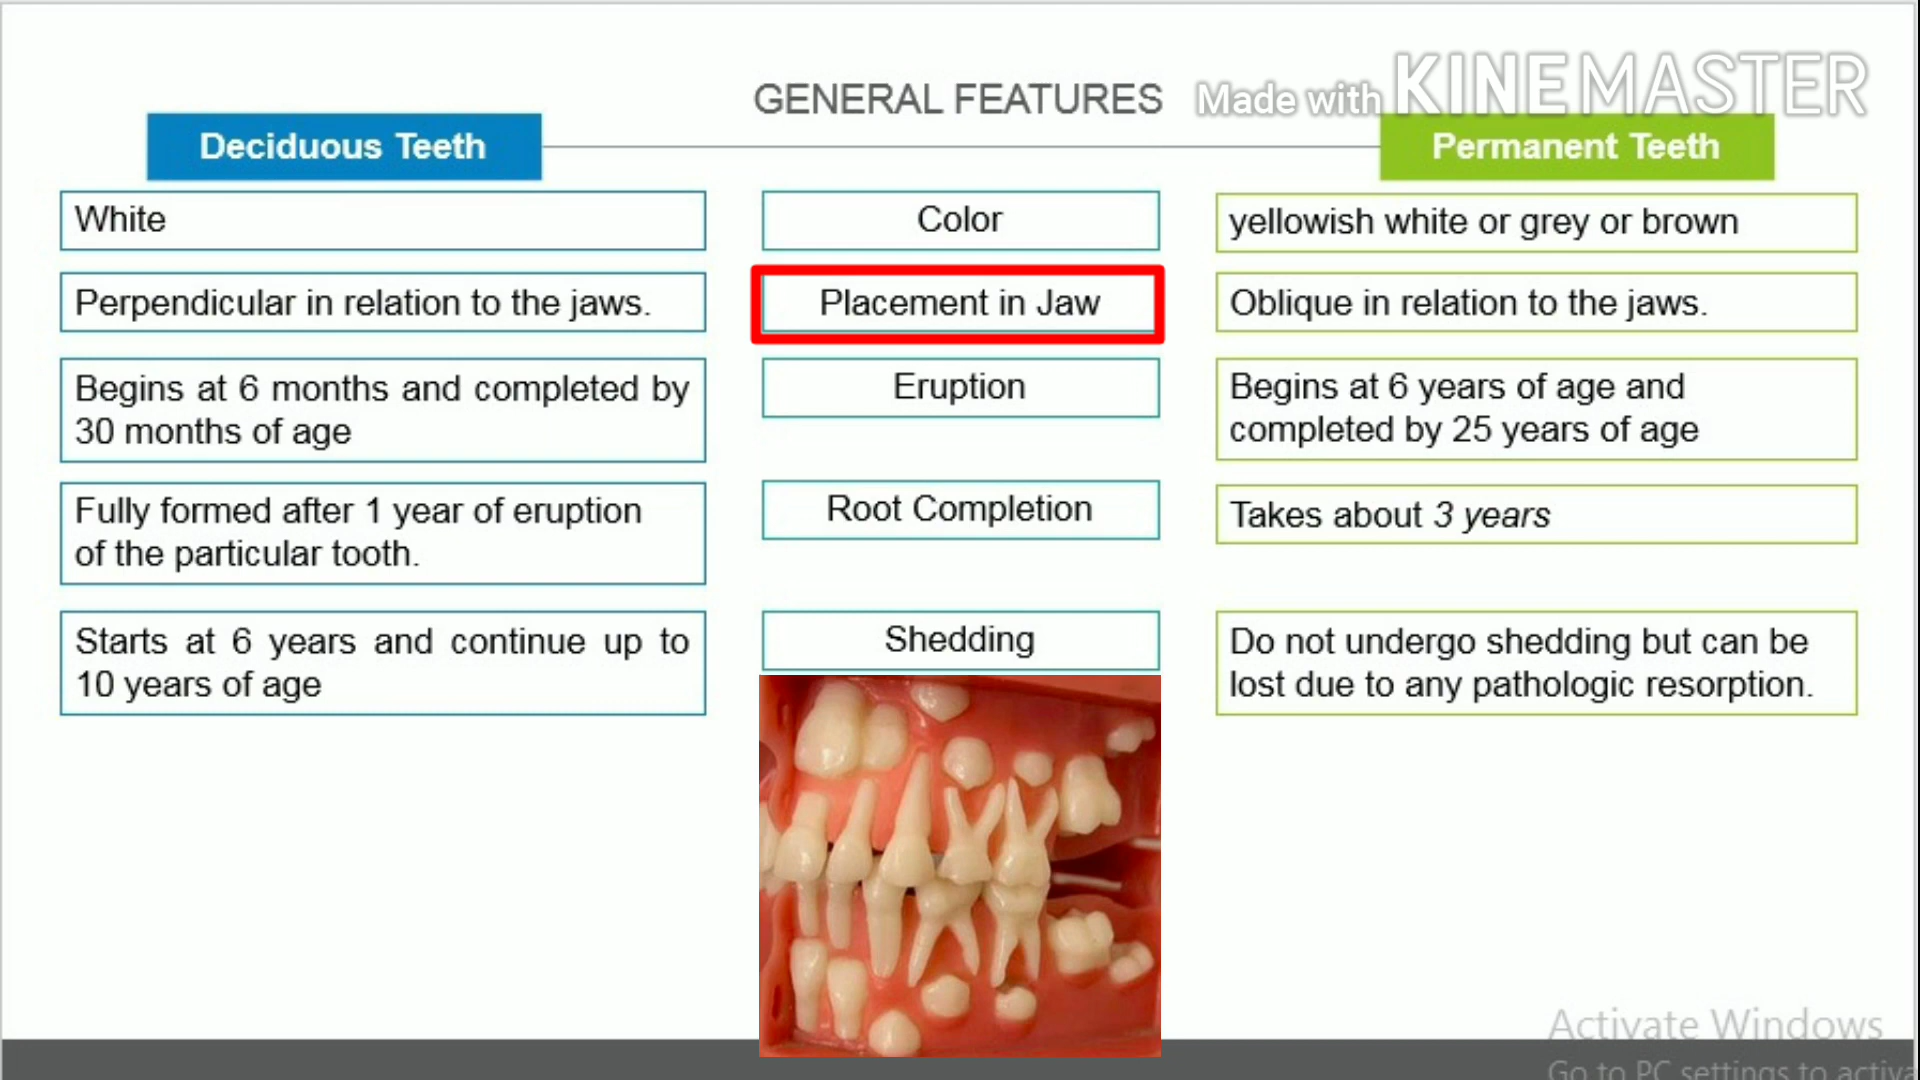 GENERAL FEATURES
Made with KINEMASTER
Deciduous Teeth
Permanent Teeth
White
Color
yellowish white or grey or brown
Perpendicular in relation to the jaws.
Placement in Jaw
Oblique in relation to the jaws.
Begins at 6 months and completed by
30 months of age
Eruption
Begins at 6 years of age and
completed by 25 years of age
Fully formed after 1 year of eruption
of the particular tooth.
Root Completion
Takes about 3 years
Starts at 6 years and continue up to
10 years of age
Shedding
Do not undergo shedding but can be
lost due to any pathologic resorption.
Activate Windows
Go to PC settings to activa